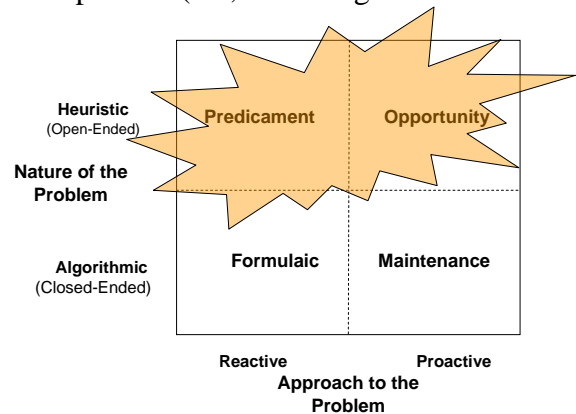 Heuristic
(Open-Ended)
Predicament
Opportunity
Nature of the
Problem
Algorithmic
(Closed-Ended)
Formulaic
Maintenance
Reactive
Proactive
Approach to the
Problem